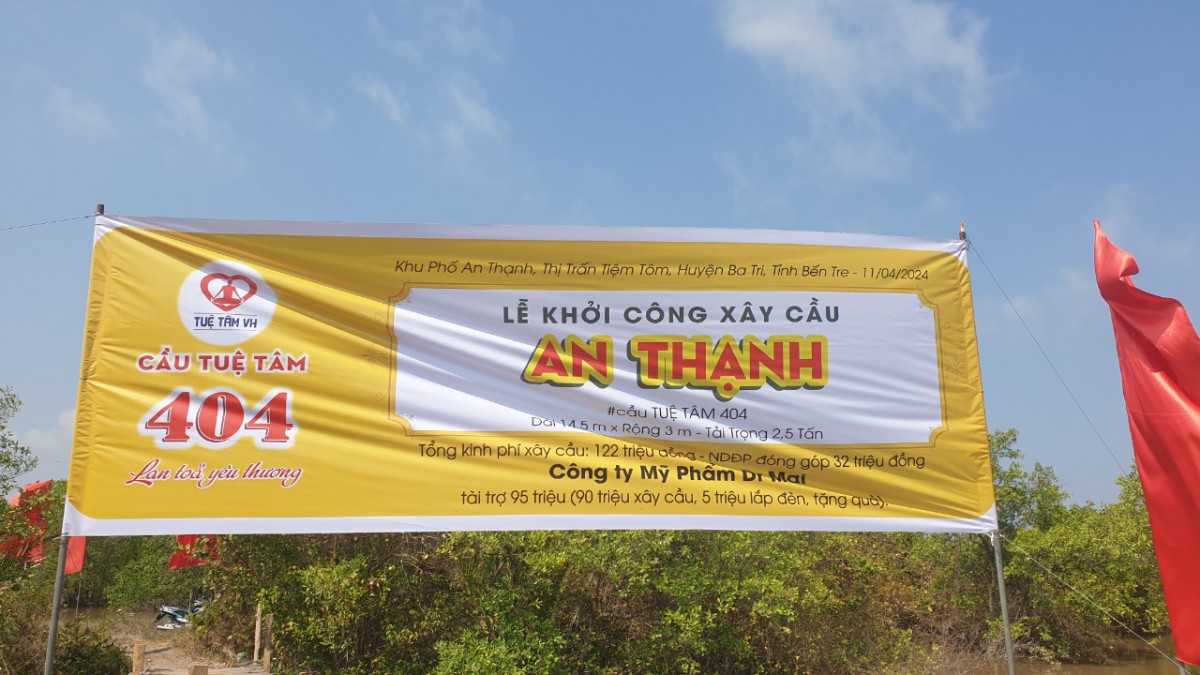 Khu Phố An Thạnh, Thị Trấn Tiệm Tôm, Huyện Ba Tri, Tỉnh Bến Tre - 11/04/2024
TUỆ TÂM VH
CẦU TUỆ TÂM
404
Lan toả yêu thương
LỄ KHỞI CÔNG XÂY CẦU
AN THẠNH
#cầu TUỆ TÂM 404
Dài 14,5 m x Rộng 3 m - Tải Trọng 2,5 Tấn
Tổng kinh phí xây cầu: 122 triệu đồng - NDĐP đóng góp 32 triệu đồng
Công ty Mỹ Phẩm
tài trợ 95 triệu (90 triệu xây cầu, 5 triệu lắp đèn, tặng quà).